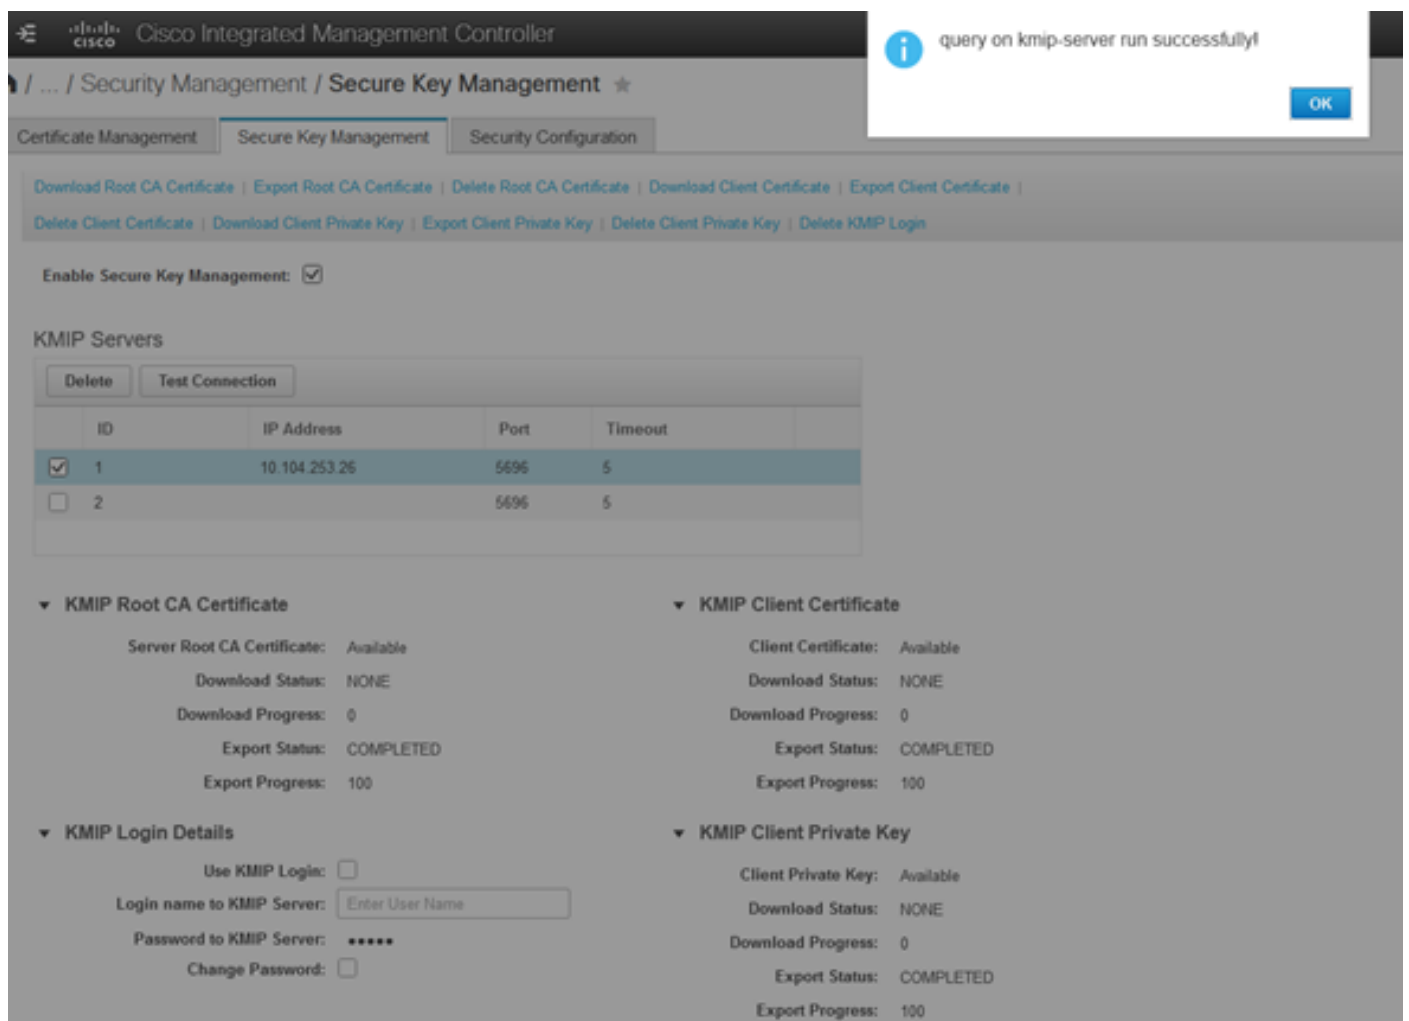 CISCO Cisco Integrated Management Controller
query on kmip-server run successfully!
OK
/ ... / Security Management / Secure Key Management
Certificate Management Secure Key Management Security Configuration
Download Root CA Certificate | Export Root CA Certificate | Delete Root CA Certificate | Download Client Certificate | Export Client Certificate |
Delete Client Certificate | Download Client Private Key | Export Client Private Key | Delete Client Private Key | Delete KMIP Login
Enable Secure Key Management:
KMIP Servers
Delete Test Connection
ID IP Address Port Timeout
1 10.104.253.26 5696 5
2 5696 5
KMIP Root CA Certificate
Server Root CA Certificate: Available
Download Status: NONE
Download Progress: 0
Export Status: COMPLETED
Export Progress: 100
KMIP Client Certificate
Client Certificate: Available
Download Status: NONE
Download Progress: 0
Export Status: COMPLETED
Export Progress: 100
KMIP Login Details
Use KMIP Login:
Login name to KMIP Server: Enter User Name
Password to KMIP Server: •••••
Change Password:
KMIP Client Private Key
Client Private Key: Available
Download Status: NONE
Download Progress: 0
Export Status: COMPLETED
Export Progress: 100